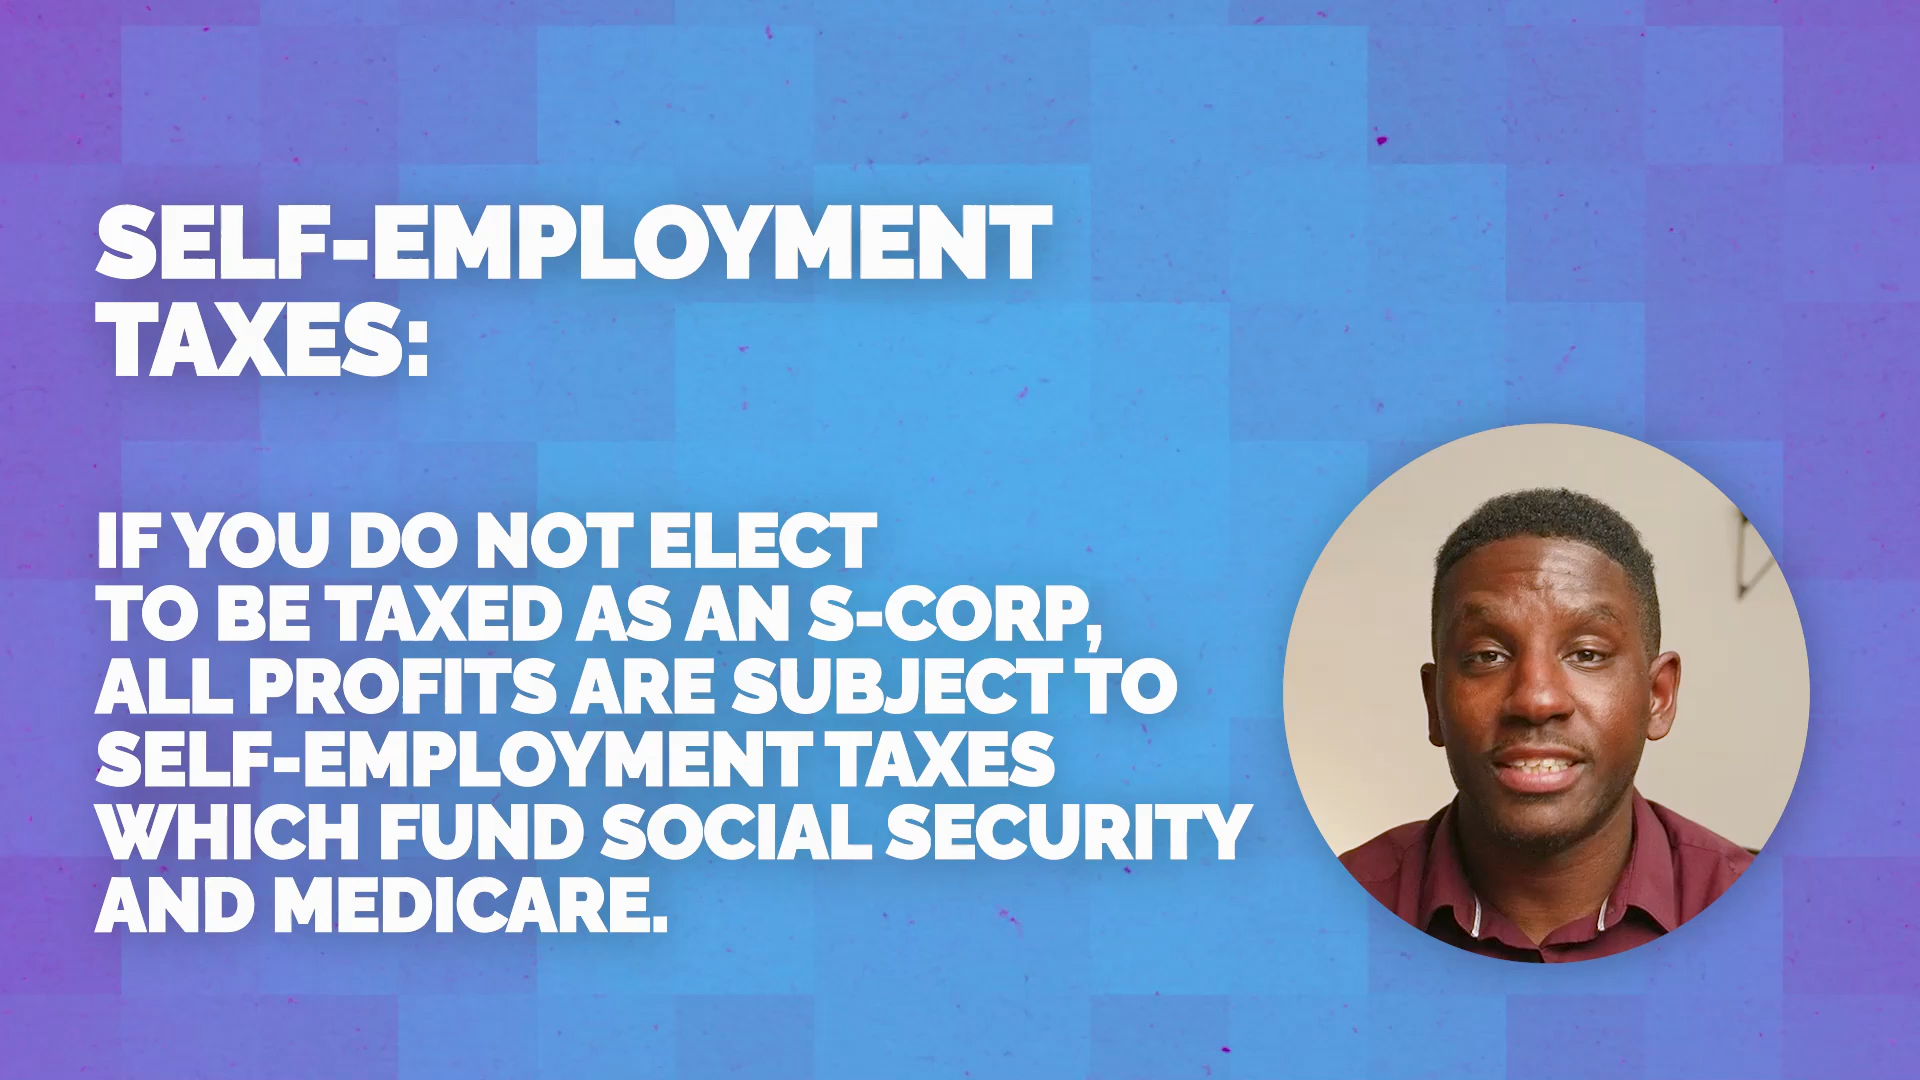 SELF-EMPLOYMENT
TAXES:
IF YOU DO NOT ELECT
TO BE TAXED AS AN S-CORP,
ALL PROFITS ARE SUBJECT TO
SELF-EMPLOYMENT TAXES
WHICH FUND SOCIAL SECURITY
AND MEDICARE.